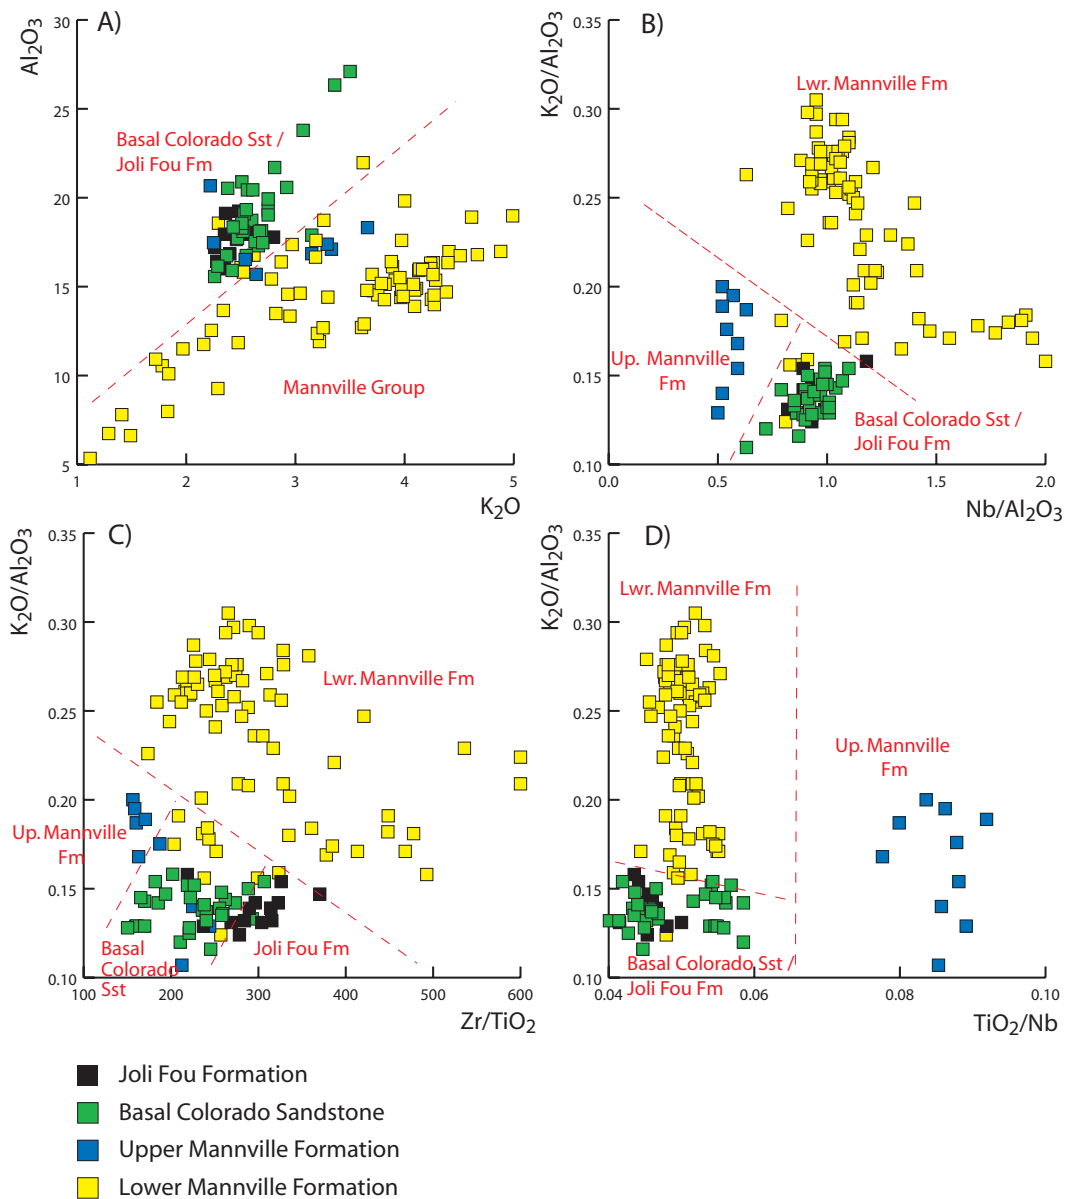 A)
Al2O3
30
25
20
15
10
5
1
2
3
4
5
K2O
Basal Colorado Sst /
Joli Fou Fm
Mannville Group
B)
K2O/Al2O3
0.35
0.30
0.25
0.20
0.15
0.10
0.0
0.5
1.0
1.5
2.0
Nb/Al2O3
Lwr. Mannville Fm
Up. Mannville
Fm
Basal Colorado Sst /
Joli Fou Fm
C)
K2O/Al2O3
0.35
0.30
0.25
0.20
0.15
0.10
100
200
300
400
500
600
Zr/TiO2
Lwr. Mannville Fm
Up. Mannville
Fm
Basal
Colorado
Sst
Joli Fou Fm
D)
K2O/Al2O3
0.35
0.30
0.25
0.20
0.15
0.10
0.04
0.06
0.08
0.10
TiO2/Nb
Lwr. Mannville Fm
Up. Mannville
Fm
Basal Colorado Sst /
Joli Fou Fm
Joli Fou Formation
Basal Colorado Sandstone
Upper Mannville Formation
Lower Mannville Formation